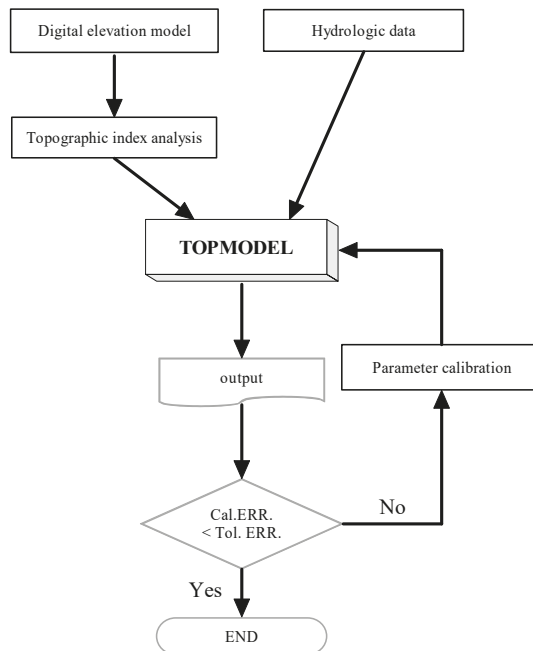 Digital elevation model
Hydrologic data
Topographic index analysis
TOPMODEL
output
Parameter calibration
Cal.ERR.
< Tol. ERR.
No
Yes
END